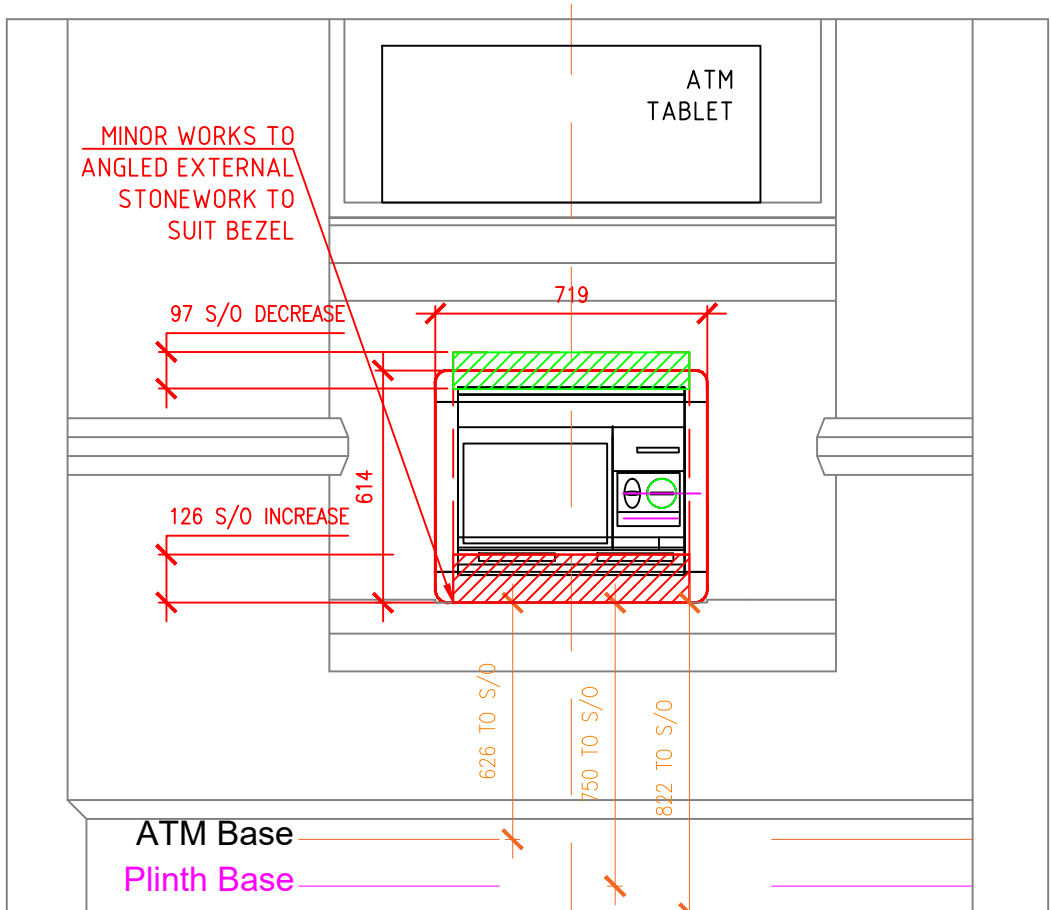 ATM
TABLET
MINOR WORKS TO
ANGLED EXTERNAL
STONEWORK TO
SUIT BEZEL
719
97 S/O DECREASE
614
126 S/O INCREASE
626 TO S/O
750 TO S/O
822 TO S/O
ATM Base
Plinth Base